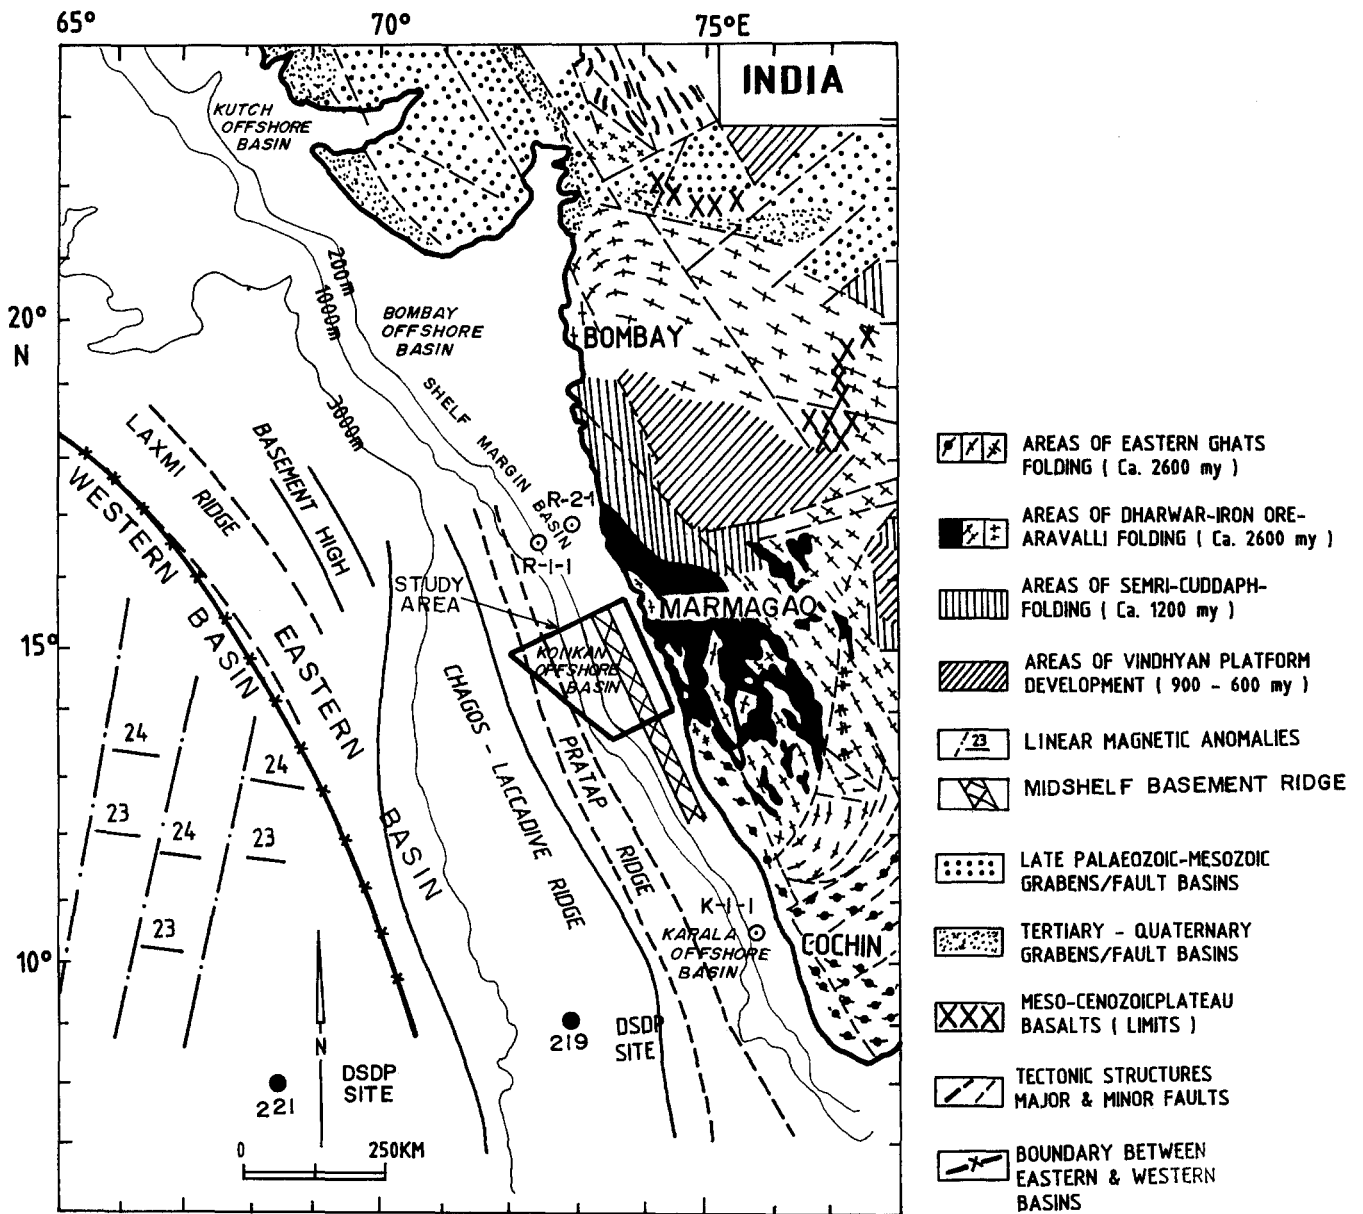 65°
70°
75°E
INDIA
KUTCH
OFFSHORE
BASIN
200m
1000m
3000m
20°
N
BOMBAY
OFFSHORE
BASIN
BOMBAY
SHELF MARGIN BASIN
LAXMI RIDGE
BASEMENT HIGH
WESTERN BASIN
EASTERN BASIN
R-2-1
R-1-1
STUDY
AREA
MARMAGAO
15°
KONKAN
OFFSHORE
BASIN
CHAGOS - LACCADIVE RIDGE
PRATAP RIDGE
24
24
23
24
23
23
K-1-1
KARALA
OFFSHORE
BASIN
COCHIN
10°
219
DSDP
SITE
N
221
DSDP
SITE
0
250KM
AREAS OF EASTERN GHATS
FOLDING ( Ca. 2600 my )
AREAS OF DHARWAR-IRON ORE-
ARAVALLI FOLDING ( Ca. 2600 my )
AREAS OF SEMRI-CUDDAPH-
FOLDING ( Ca. 1200 my )
AREAS OF VINDHYAN PLATFORM
DEVELOPMENT ( 900 - 600 my )
23
LINEAR MAGNETIC ANOMALIES
MIDSHELF BASEMENT RIDGE
LATE PALAEOZOIC-MESOZOIC
GRABENS/FAULT BASINS
TERTIARY - QUATERNARY
GRABENS/FAULT BASINS
MESO-CENOZOICPLATEAU
BASALTS ( LIMITS )
TECTONIC STRUCTURES
MAJOR & MINOR FAULTS
BOUNDARY BETWEEN
EASTERN & WESTERN
BASINS